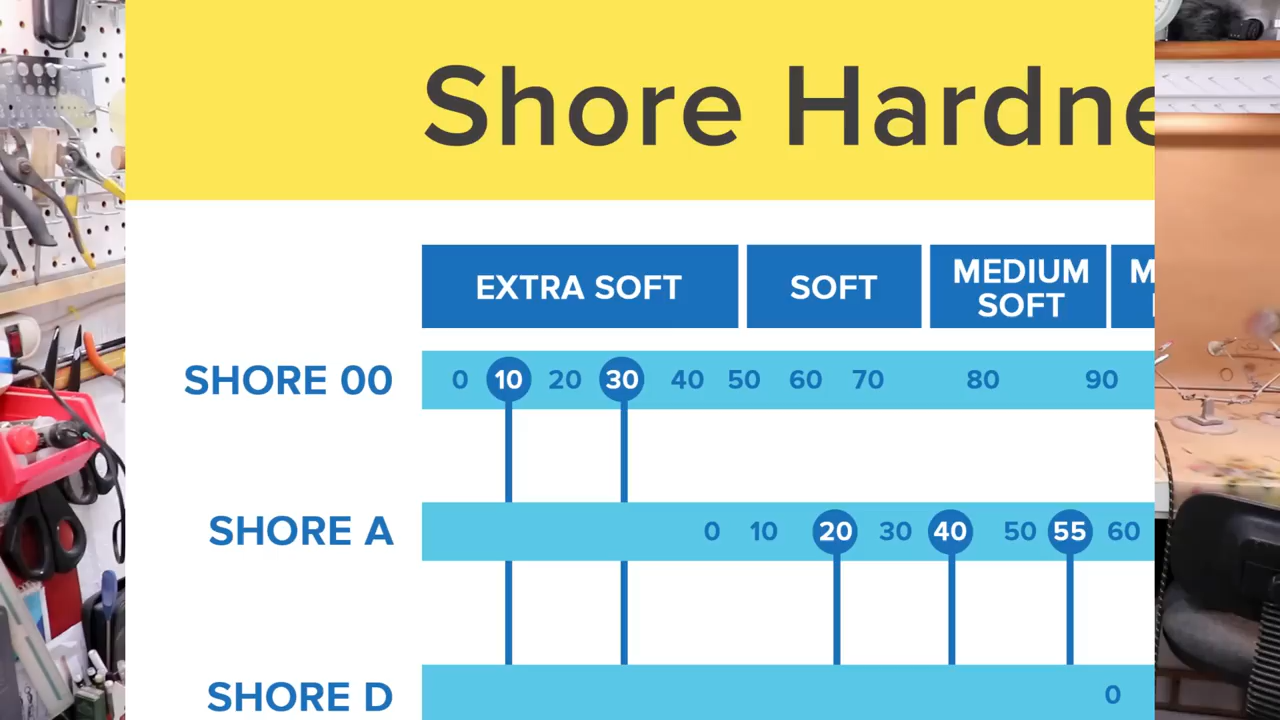 Shore Hardne
EXTRA SOFT SOFT MEDIUM SOFT M
SHORE 00 0 10 20 30 40 50 60 70 80 90
SHORE A 0 10 20 30 40 50 55 60
SHORE D 0